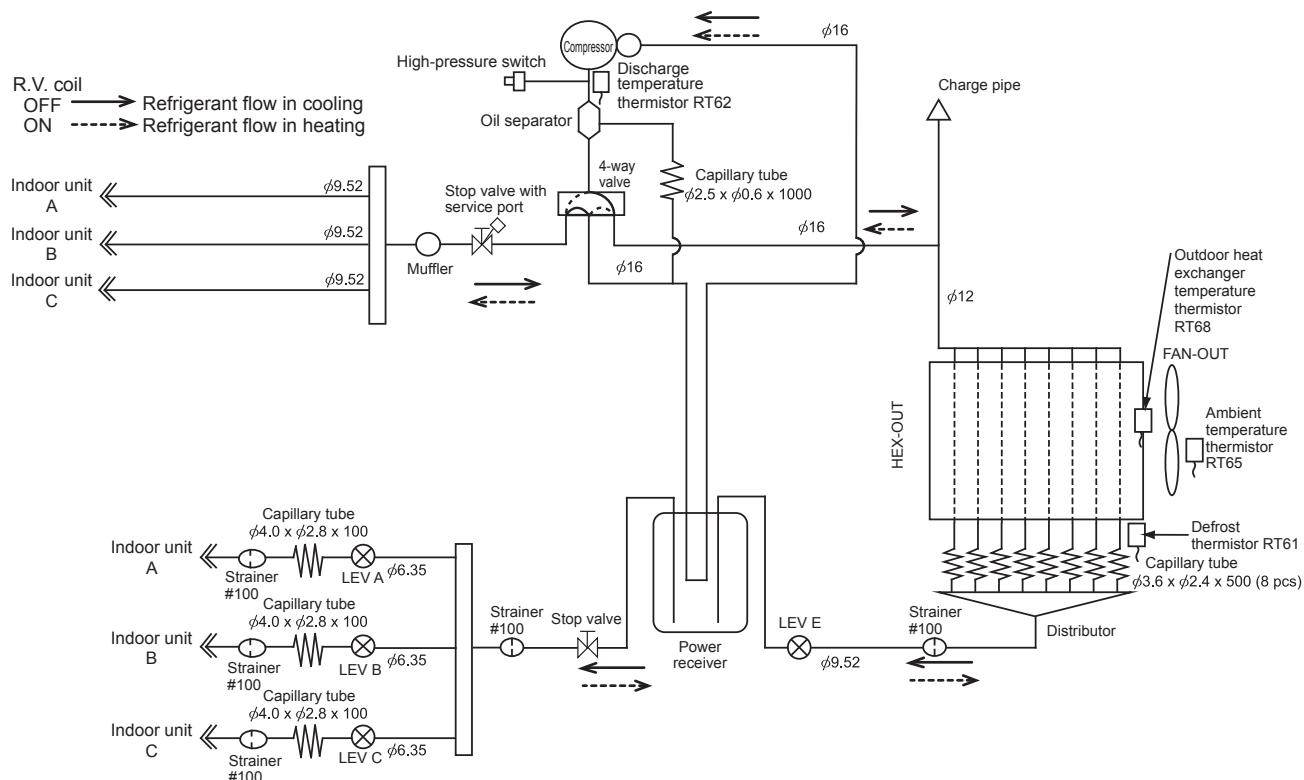 R.V. coil
OFF Refrigerant flow in cooling
ON Refrigerant flow in heating
Compressor
High-pressure switch
Discharge
temperature
thermistor RT62
ϕ16
Charge pipe
Oil separator
4-way
valve
Capillary tube
ϕ2.5 x ϕ0.6 x 1000
Stop valve with
service port
Indoor unit
A
ϕ9.52
Indoor unit
B
ϕ9.52
Indoor unit
C
ϕ9.52
Muffler
ϕ16
ϕ16
ϕ12
Outdoor heat
exchanger
temperature
thermistor
RT68
FAN-OUT
HEX-OUT
Ambient
temperature
thermistor
RT65
Defrost
thermistor RT61
Capillary tube
ϕ3.6 x ϕ2.4 x 500 (8 pcs)
Distributor
Capillary tube
ϕ4.0 x ϕ2.8 x 100
Indoor unit
A
Strainer
#100
LEV A
ϕ6.35
Capillary tube
ϕ4.0 x ϕ2.8 x 100
Indoor unit
B
Strainer
#100
LEV B
ϕ6.35
Capillary tube
ϕ4.0 x ϕ2.8 x 100
Indoor unit
C
Strainer
#100
LEV C
ϕ6.35
Strainer
#100
Stop valve
Power
receiver
LEV E
ϕ9.52
Strainer
#100